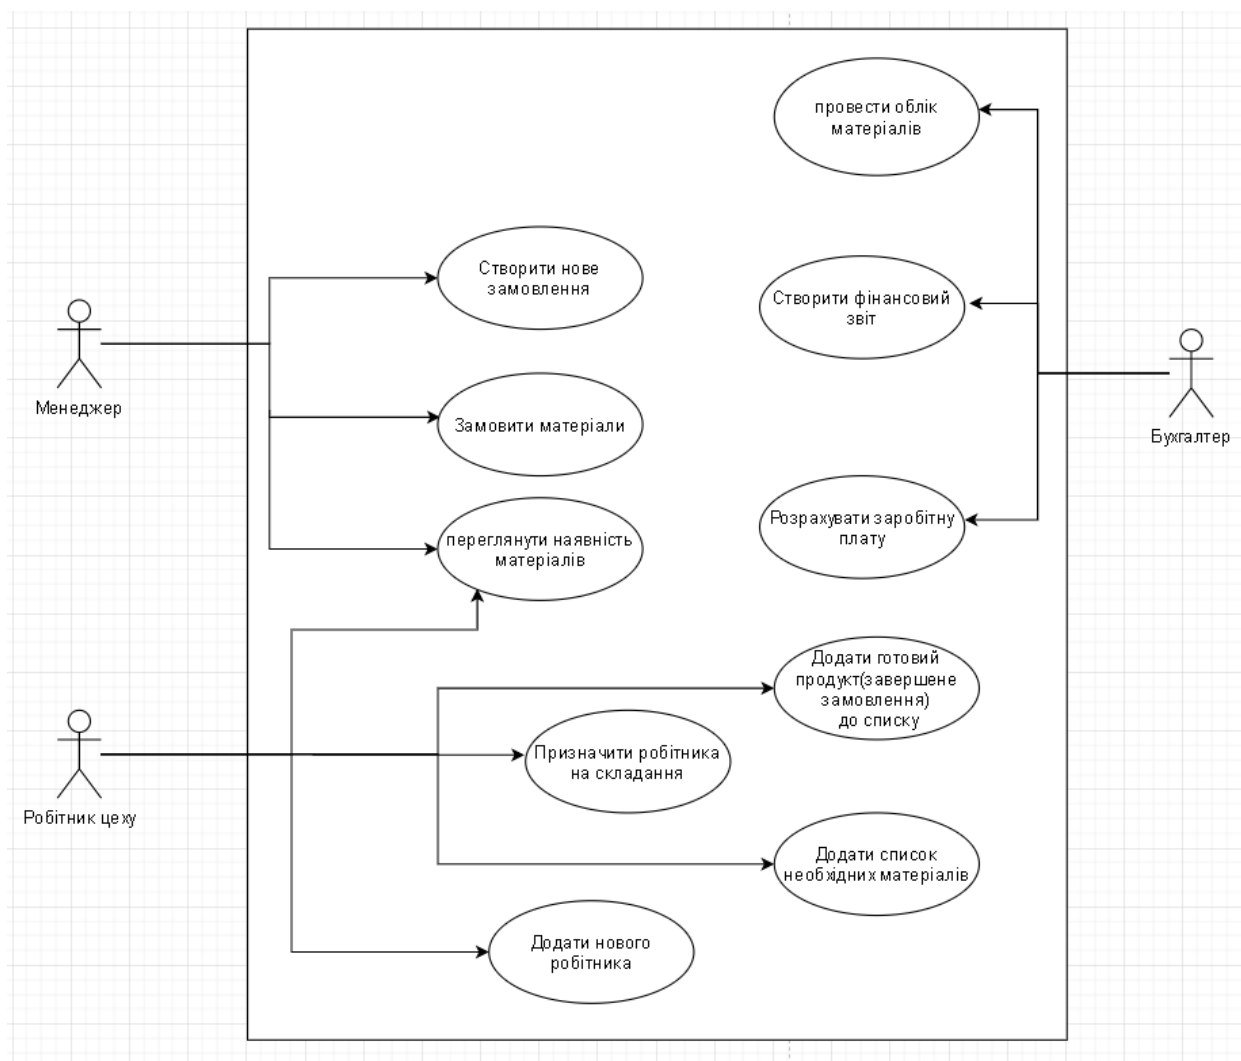 провести облік
матеріалів
Створити нове
замовлення
Створити фінансовий
звіт
Менеджер
Замовити матеріали
Бухгалтер
переглянути наявність
матеріалів
Розрахувати заробітну
плату
Додати готовий
продукт(завершене
замовлення)
до списку
Призначити робітника
на складання
Робітник цеху
Додати список
необхідних матеріалів
Додати нового
робітника